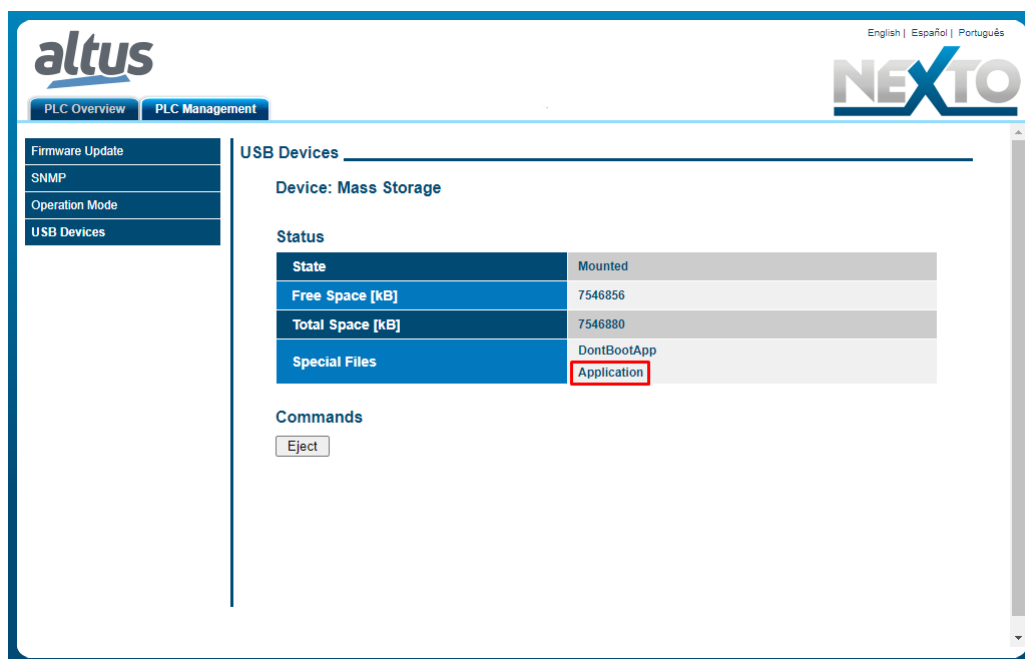 altus
English | Español | Português
NEXTO
PLC Overview PLC Management
Firmware Update
SNMP
Operation Mode
USB Devices
USB Devices
Device: Mass Storage
Status
State Mounted
Free Space [kB] 7546856
Total Space [kB] 7546880
Special Files DontBootApp
Application
Commands
Eject